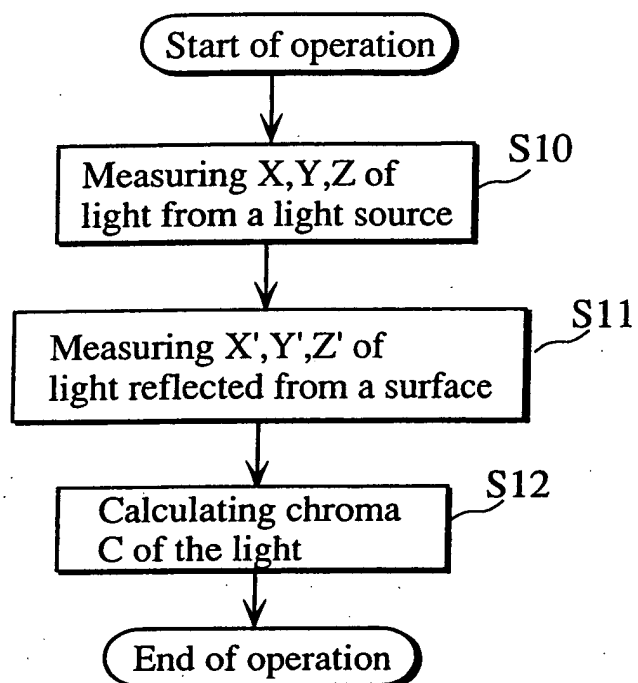 Start of operation
S10
Measuring X,Y,Z of
light from a light source
S11
Measuring X',Y',Z' of
light reflected from a surface
S12
Calculating chroma
C of the light
End of operation